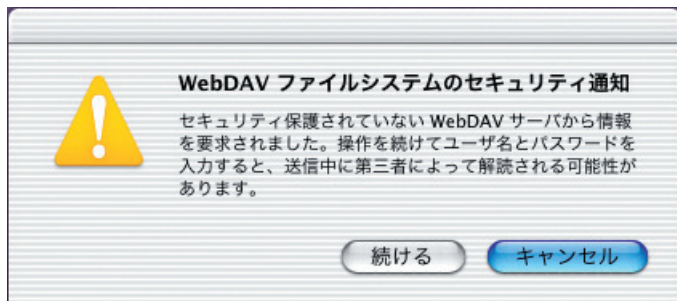 WebDAV ファイルシステムのセキュリティ通知
セキュリティ保護されていない WebDAV サーバから情報
を要求されました。操作を続けてユーザ名とパスワードを
入力すると、送信中に第三者によって解読される可能性が
あります。
続ける
キャンセル